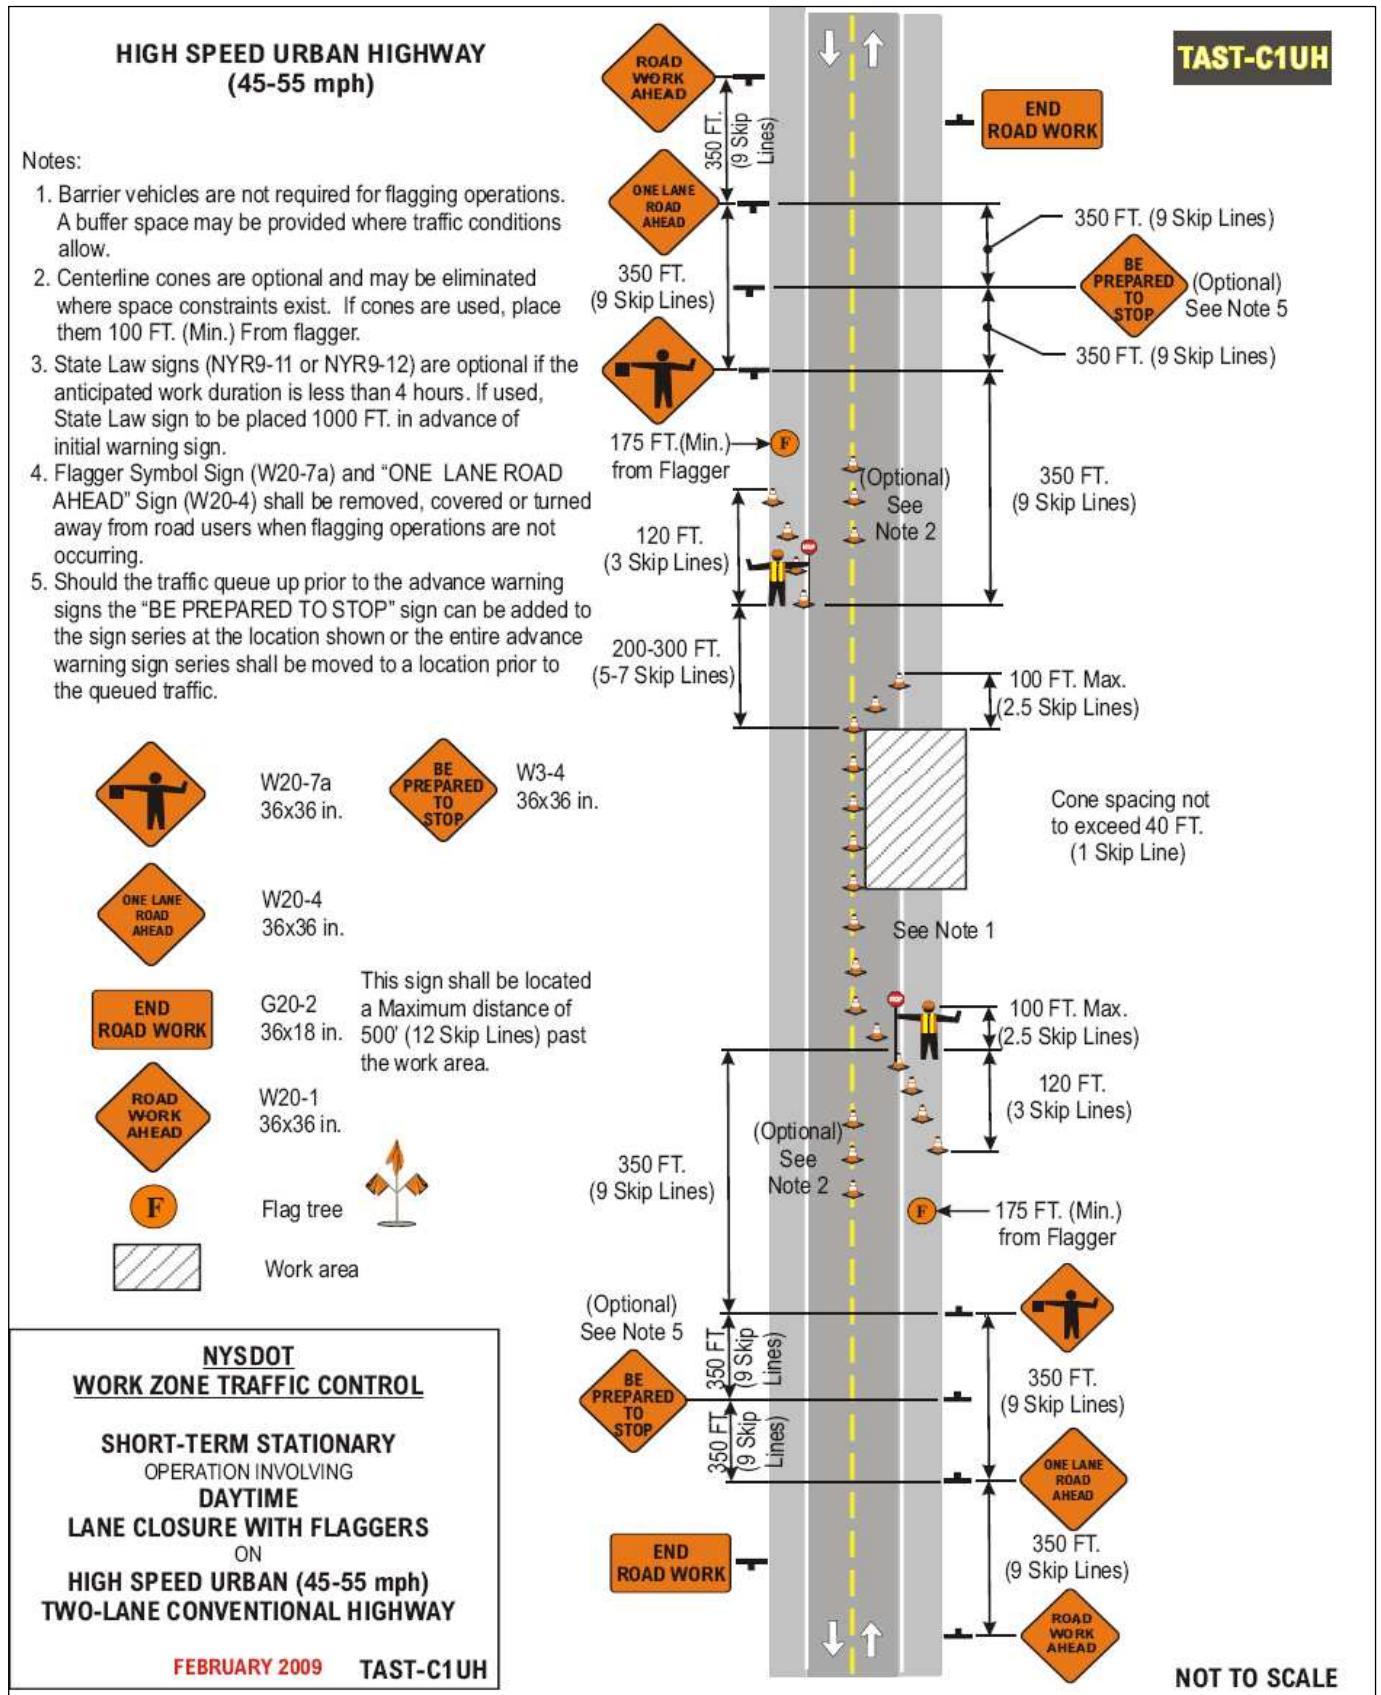 HIGH SPEED URBAN HIGHWAY
(45-55 mph)
TAST-C1UH
Notes:
1. Barrier vehicles are not required for flagging operations.
A buffer space may be provided where traffic conditions
allow.
2. Centerline cones are optional and may be eliminated
where space constraints exist. If cones are used, place
them 100 FT. (Min.) From flagger.
3. State Law signs (NYR9-11 or NYR9-12) are optional if the
anticipated work duration is less than 4 hours. If used,
State Law sign to be placed 1000 FT. in advance of
initial warning sign.
4. Flagger Symbol Sign (W20-7a) and “ONE LANE ROAD
AHEAD” Sign (W20-4) shall be removed, covered or turned
away from road users when flagging operations are not
occurring.
5. Should the traffic queue up prior to the advance warning
signs the “BE PREPARED TO STOP” sign can be added to
the sign series at the location shown or the entire advance
warning sign series shall be moved to a location prior to
the queued traffic.
W20-7a
36x36 in.
BE
PREPARED
TO
STOP
W3-4
36x36 in.
ONE LANE
ROAD
AHEAD
W20-4
36x36 in.
END
ROAD WORK
G20-2
36x18 in.
This sign shall be located
a Maximum distance of
500' (12 Skip Lines) past
the work area.
ROAD
WORK
AHEAD
W20-1
36x36 in.
F
Flag tree
Work area
NYSDOT
WORK ZONE TRAFFIC CONTROL
SHORT-TERM STATIONARY
OPERATION INVOLVING
DAYTIME
LANE CLOSURE WITH FLAGGERS
ON
HIGH SPEED URBAN (45-55 mph)
TWO-LANE CONVENTIONAL HIGHWAY
FEBRUARY 2009
TAST-C1UH
ROAD
WORK
AHEAD
350 FT.
(9 Skip
Lines)
END
ROAD WORK
ONE LANE
ROAD
AHEAD
350 FT. (9 Skip Lines)
350 FT.
(9 Skip Lines)
BE
PREPARED
TO
STOP
(Optional)
See Note 5
350 FT. (9 Skip Lines)
175 FT.(Min.)
from Flagger
F
(Optional)
See
Note 2
350 FT.
(9 Skip Lines)
120 FT.
(3 Skip Lines)
STOP
200-300 FT.
(5-7 Skip Lines)
100 FT. Max.
(2.5 Skip Lines)
Cone spacing not
to exceed 40 FT.
(1 Skip Line)
See Note 1
STOP
100 FT. Max.
(2.5 Skip Lines)
120 FT.
(3 Skip Lines)
(Optional)
See
Note 2
350 FT.
(9 Skip Lines)
F
175 FT. (Min.)
from Flagger
(Optional)
See Note 5
BE
PREPARED
TO
STOP
350 FT.
(9 Skip
Lines)
350 FT.
(9 Skip
Lines)
350 FT.
(9 Skip Lines)
ONE LANE
ROAD
AHEAD
350 FT.
(9 Skip Lines)
END
ROAD WORK
ROAD
WORK
AHEAD
NOT TO SCALE